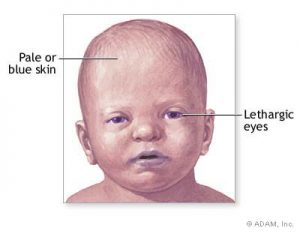 Pale or
blue skin
Lethargic
eyes
© ADAM, Inc.